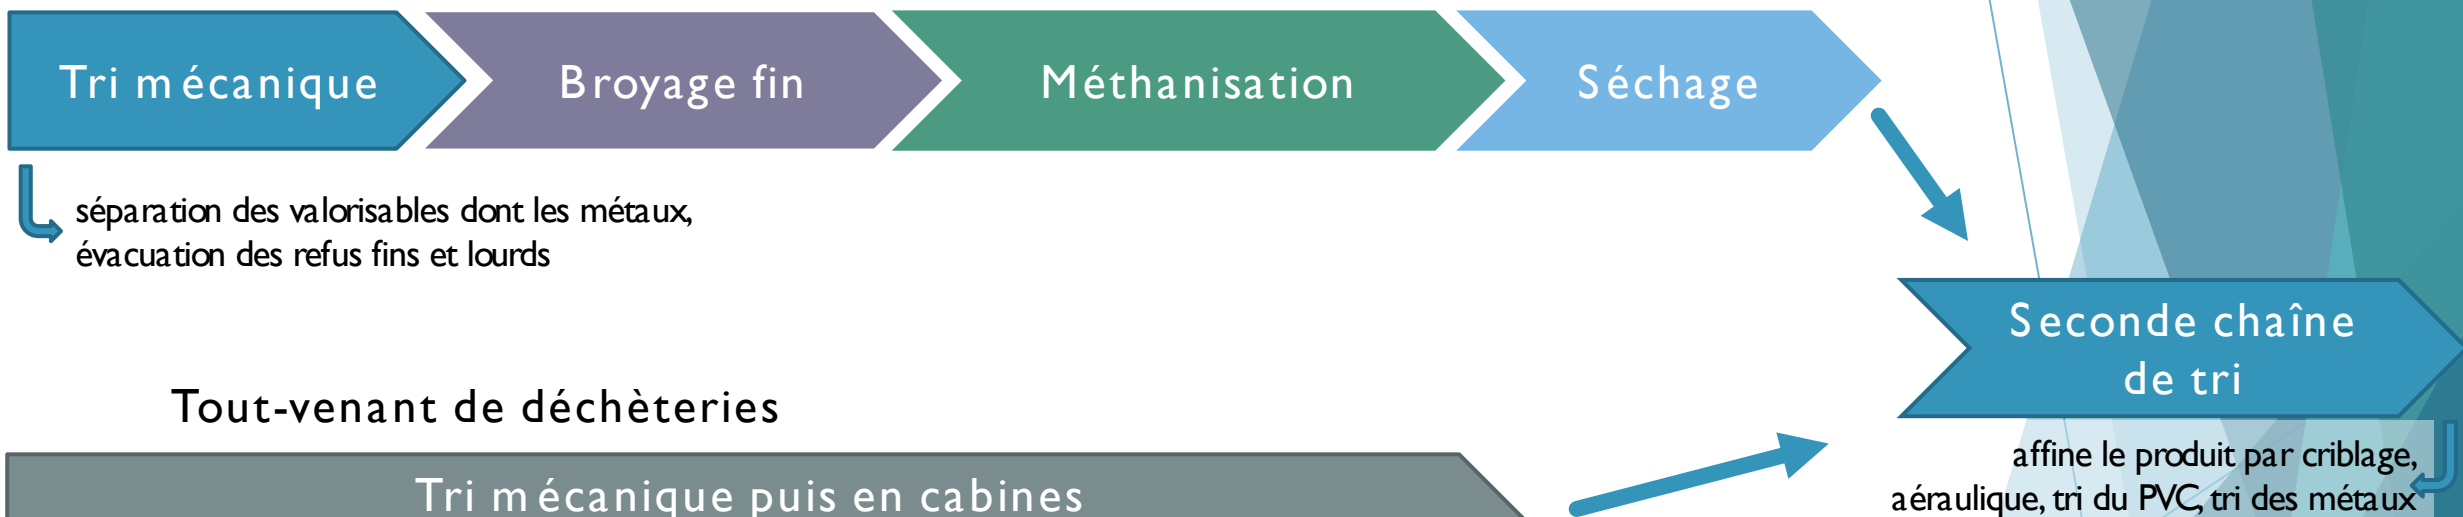 Tri mécanique
Broyage fin
Méthanisation
Séchage
séparation des valorisables dont les métaux,
évacuation des refus fins et lourds
Seconde chaîne
de tri
Tout-venant de déchèteries
affine le produit par criblage,
aéraulique, tri du PVC, tri des métaux
Tri mécanique puis en cabines